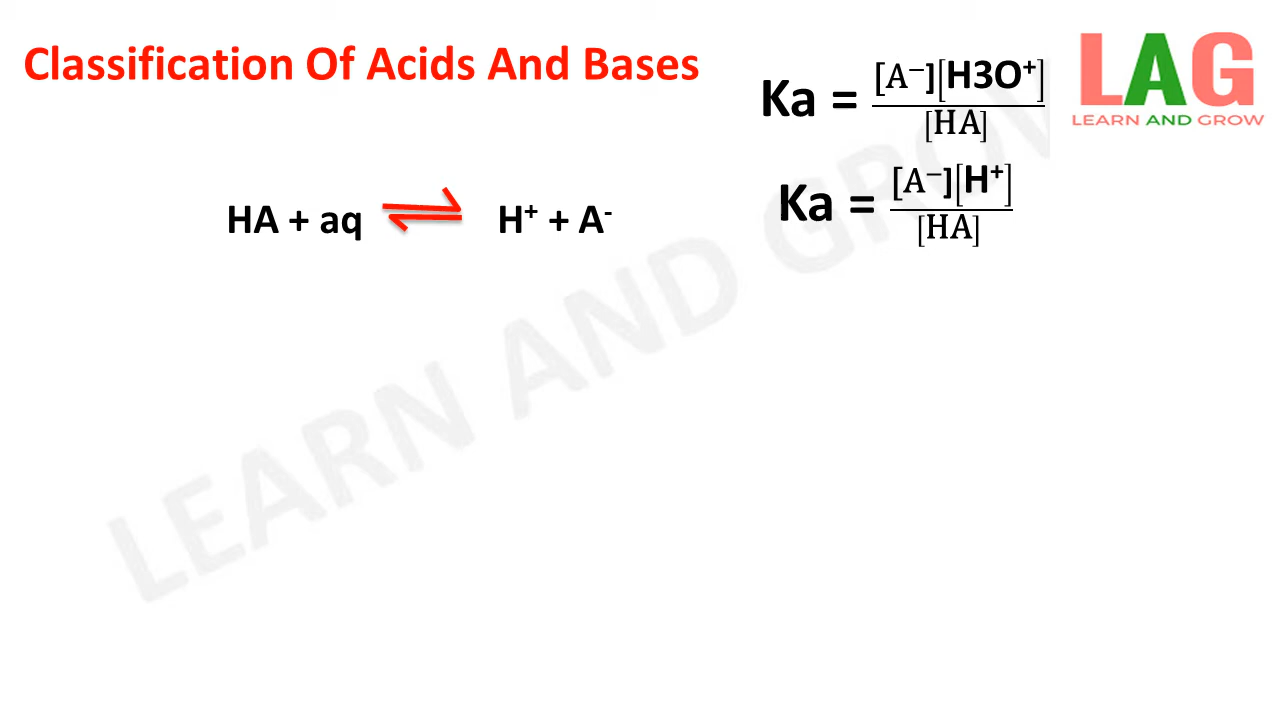 Classification Of Acids And Bases
Ka = [A⁻][H3O⁺] / [HA]
LAG
LEARN AND GROW
Ka = [A⁻][H⁺] / [HA]
HA + aq ⇌ H⁺ + A⁻
LEARN AND GROW